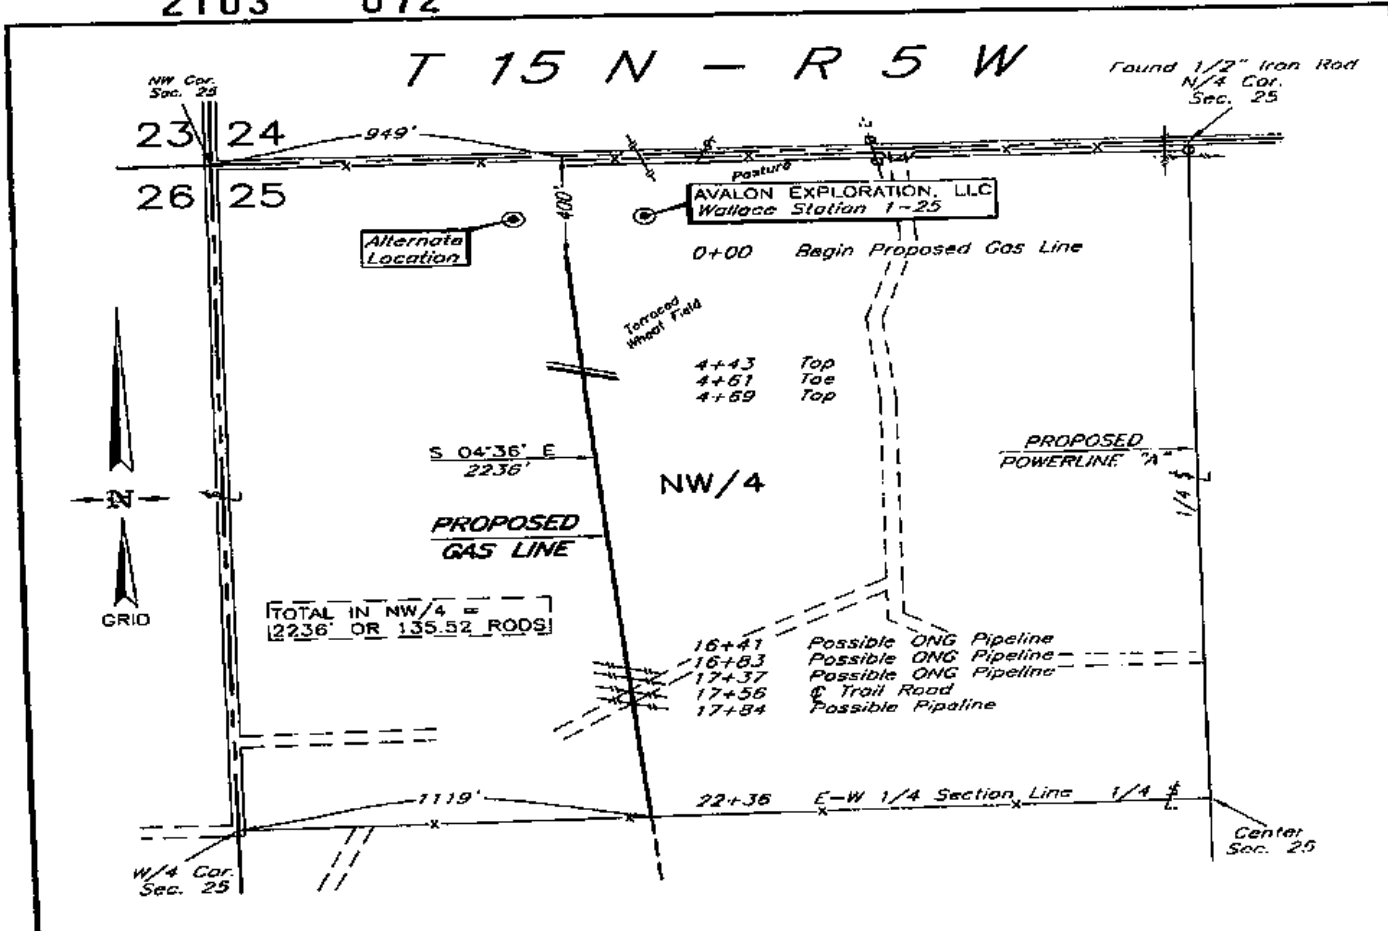 2103 072
T 15 N - R 5 W
NW Cor.
Sec. 25
Found 1/2" Iron Rod
N/4 Cor.
Sec. 25
23 24
26 25
949'
Pasture
400'
AVALON EXPLORATION, LLC
Wallace Station 1-25
Alternate
Location
0+00 Begin Proposed Gas Line
Terraced
Wheat Field
4+43 Top
4+61 Toe
4+69 Top
S 04°36' E
2236'
NW/4
PROPOSED
POWERLINE "A"
1/4
N
PROPOSED
GAS LINE
GRID
TOTAL IN NW/4 =
2236' OR 135.52 RODS
16+41 Possible ONG Pipeline
16+83 Possible ONG Pipeline
17+37 Possible ONG Pipeline
17+56 ℄ Trail Road
17+84 Possible Pipeline
1119'
22+36 E-W 1/4 Section Line 1/4
W/4 Cor.
Sec. 25
Center
Sec. 25